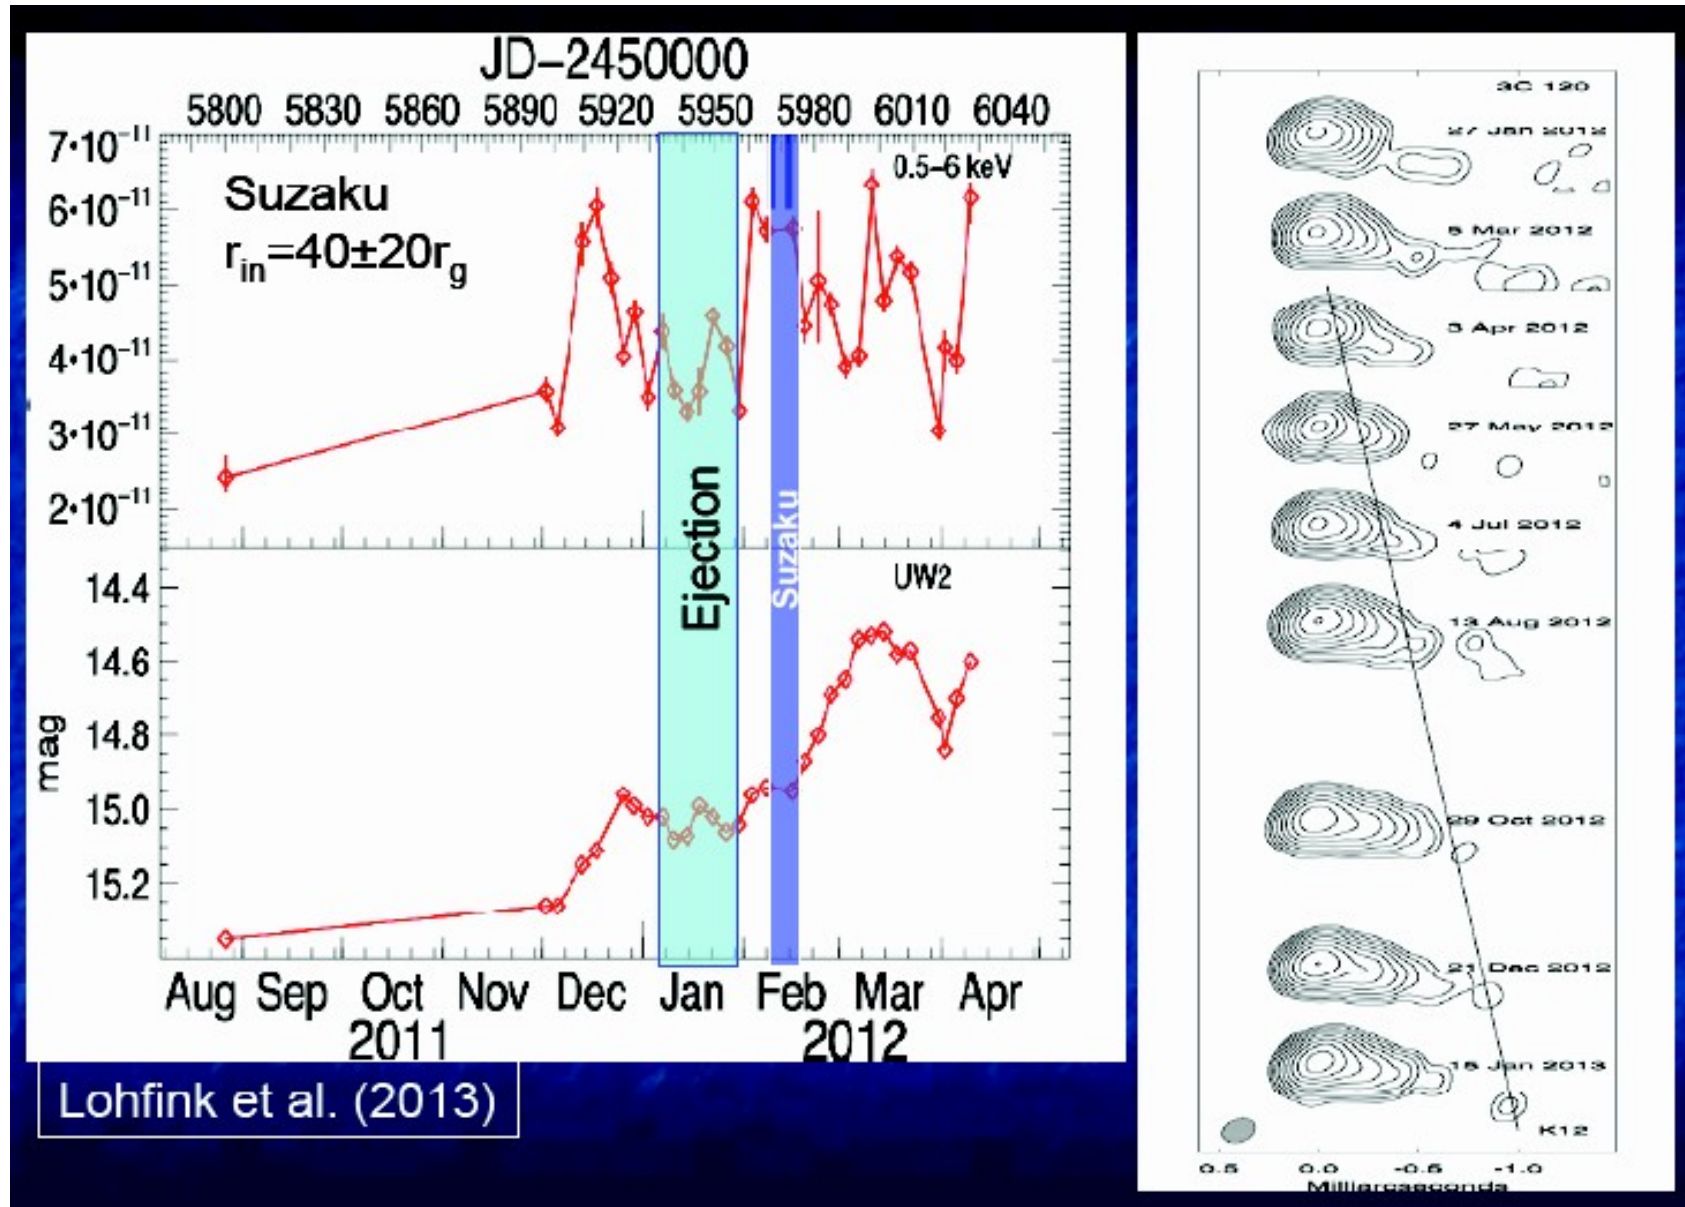 JD−2450000
5800 5830 5860 5890 5920 5950 5980 6010 6040
7•10⁻¹¹
6•10⁻¹¹
5•10⁻¹¹
4•10⁻¹¹
3•10⁻¹¹
2•10⁻¹¹
0.5−6 keV
Suzaku
r_in=40±20r_g
Ejection
Suzaku
UW2
mag
14.4
14.6
14.8
15.0
15.2
Aug Sep Oct Nov Dec Jan Feb Mar Apr
2011 2012
Lohfink et al. (2013)
3C 120
27 Jan 2012
5 Mar 2012
3 Apr 2012
27 May 2012
4 Jul 2012
13 Aug 2012
29 Oct 2012
21 Dec 2012
15 Jan 2013
K12
0.5 0.0 -0.5 -1.0
Milliarcseconds